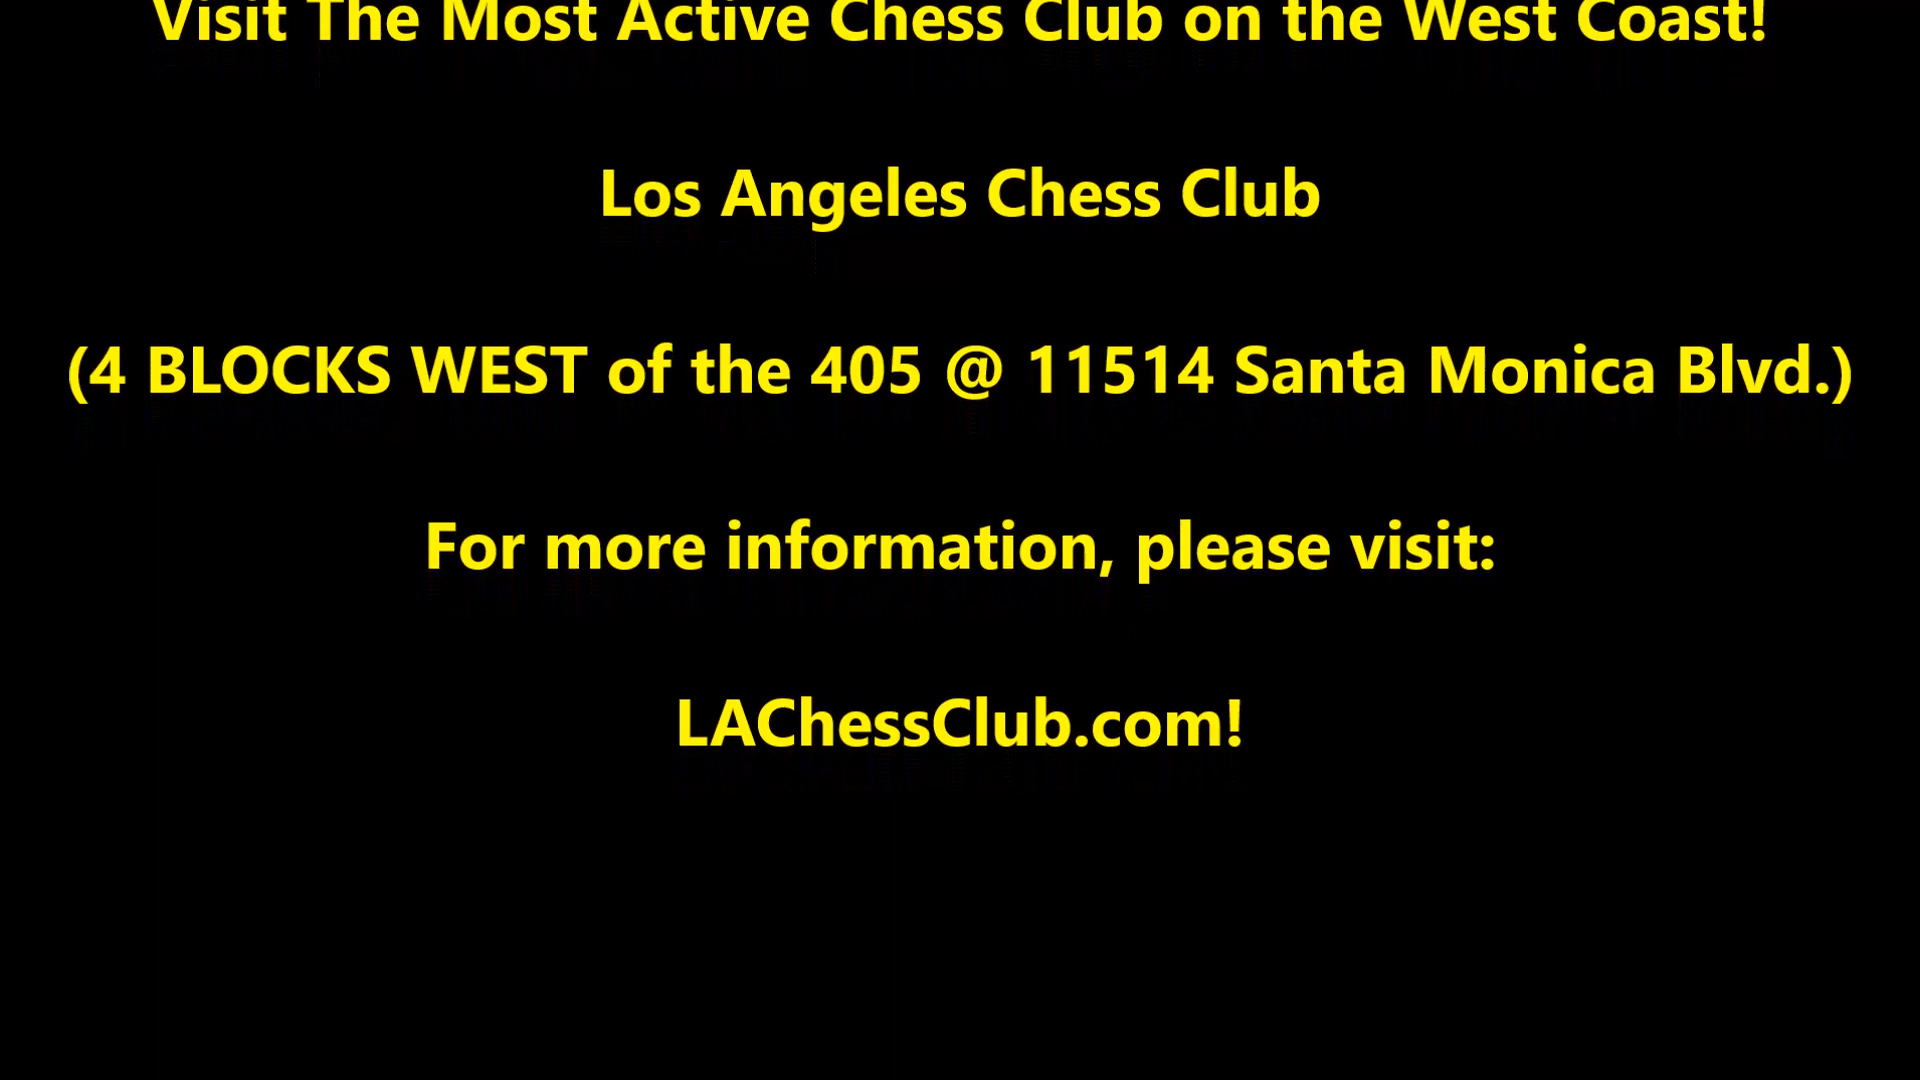 Visit The Most Active Chess Club on the West Coast!
Los Angeles Chess Club
(4 BLOCKS WEST of the 405 @ 11514 Santa Monica Blvd.)
For more information, please visit:
LAChessClub.com!